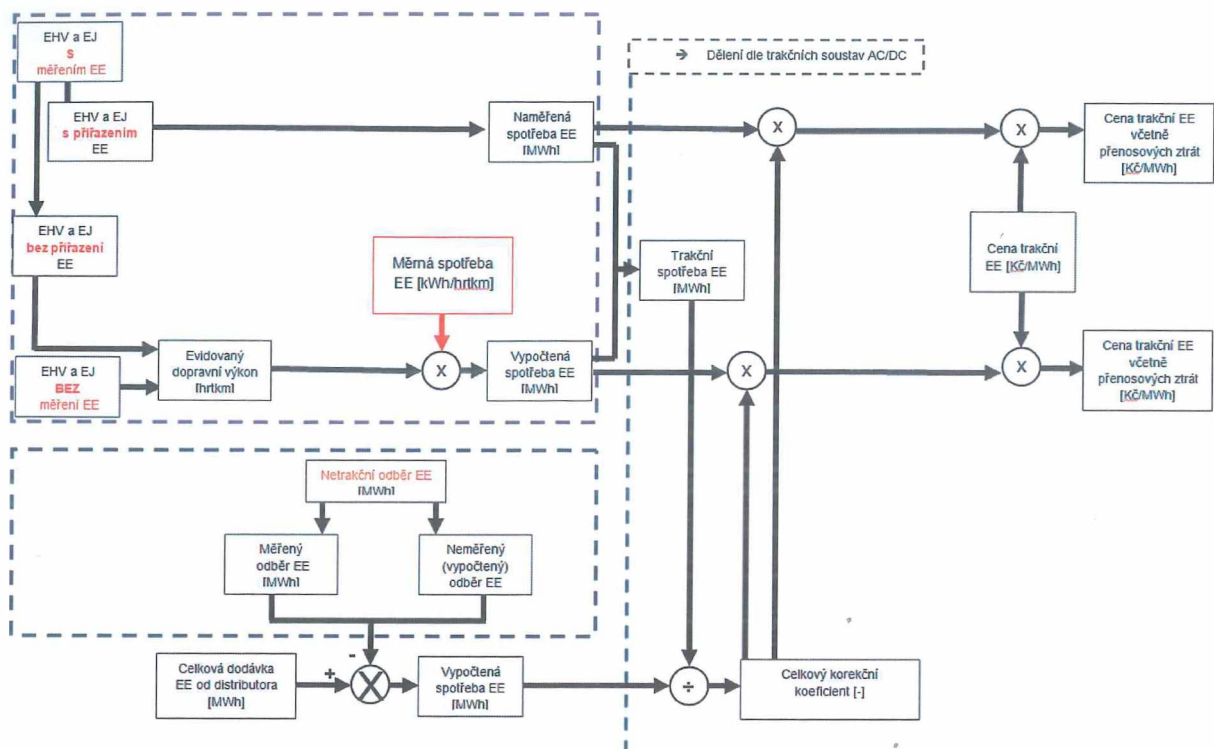 EHV a EJ
S
měřením EE
EHV a EJ
s přiřazením
EE
Naměřená
spotřeba EE
[MWh]
→ Dělení dle trakčních soustav AC/DC
X
X
Cena trakční EE
včetně
přenosových ztrát
[Kč/MWh]
EHV a EJ
bez přiřazení
EE
Měrná spotřeba
EE [kWh/hrtkm]
Trakční
spotřeba EE
[MWh]
Cena trakční
EE [Kč/MWh]
EHV a EJ
BEZ
měření EE
Evidovaný
dopravní výkon
[hrtkm]
X
Vypočtená
spotřeba EE
[MWh]
X
X
Cena trakční EE
včetně
přenosových ztrát
[Kč/MWh]
Netrakční odběr EE
[MWh]
Měřený
odběr EE
[MWh]
Neměřený
(vypočtený)
odběr EE
Celková dodávka
EE od distributora
[MWh]
+
-
X
Vypočtená
spotřeba EE
[MWh]
÷
Celkový korekční
koeficient [-]